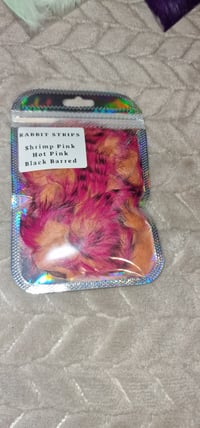 RABBIT STRIPS
Shrimp Pink
Hot Pink
Black Barred